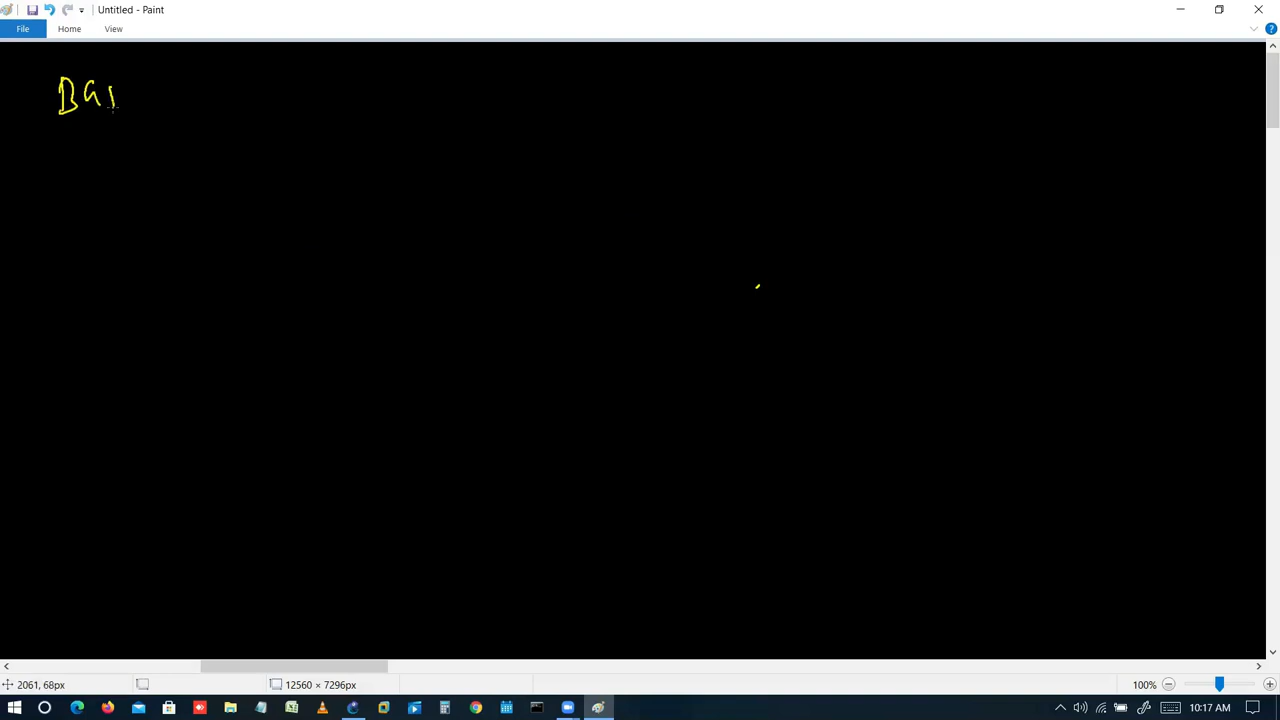 Untitled - Paint
File Home View
Ba
2061, 68px 12560 × 7296px 100%
10:17 AM